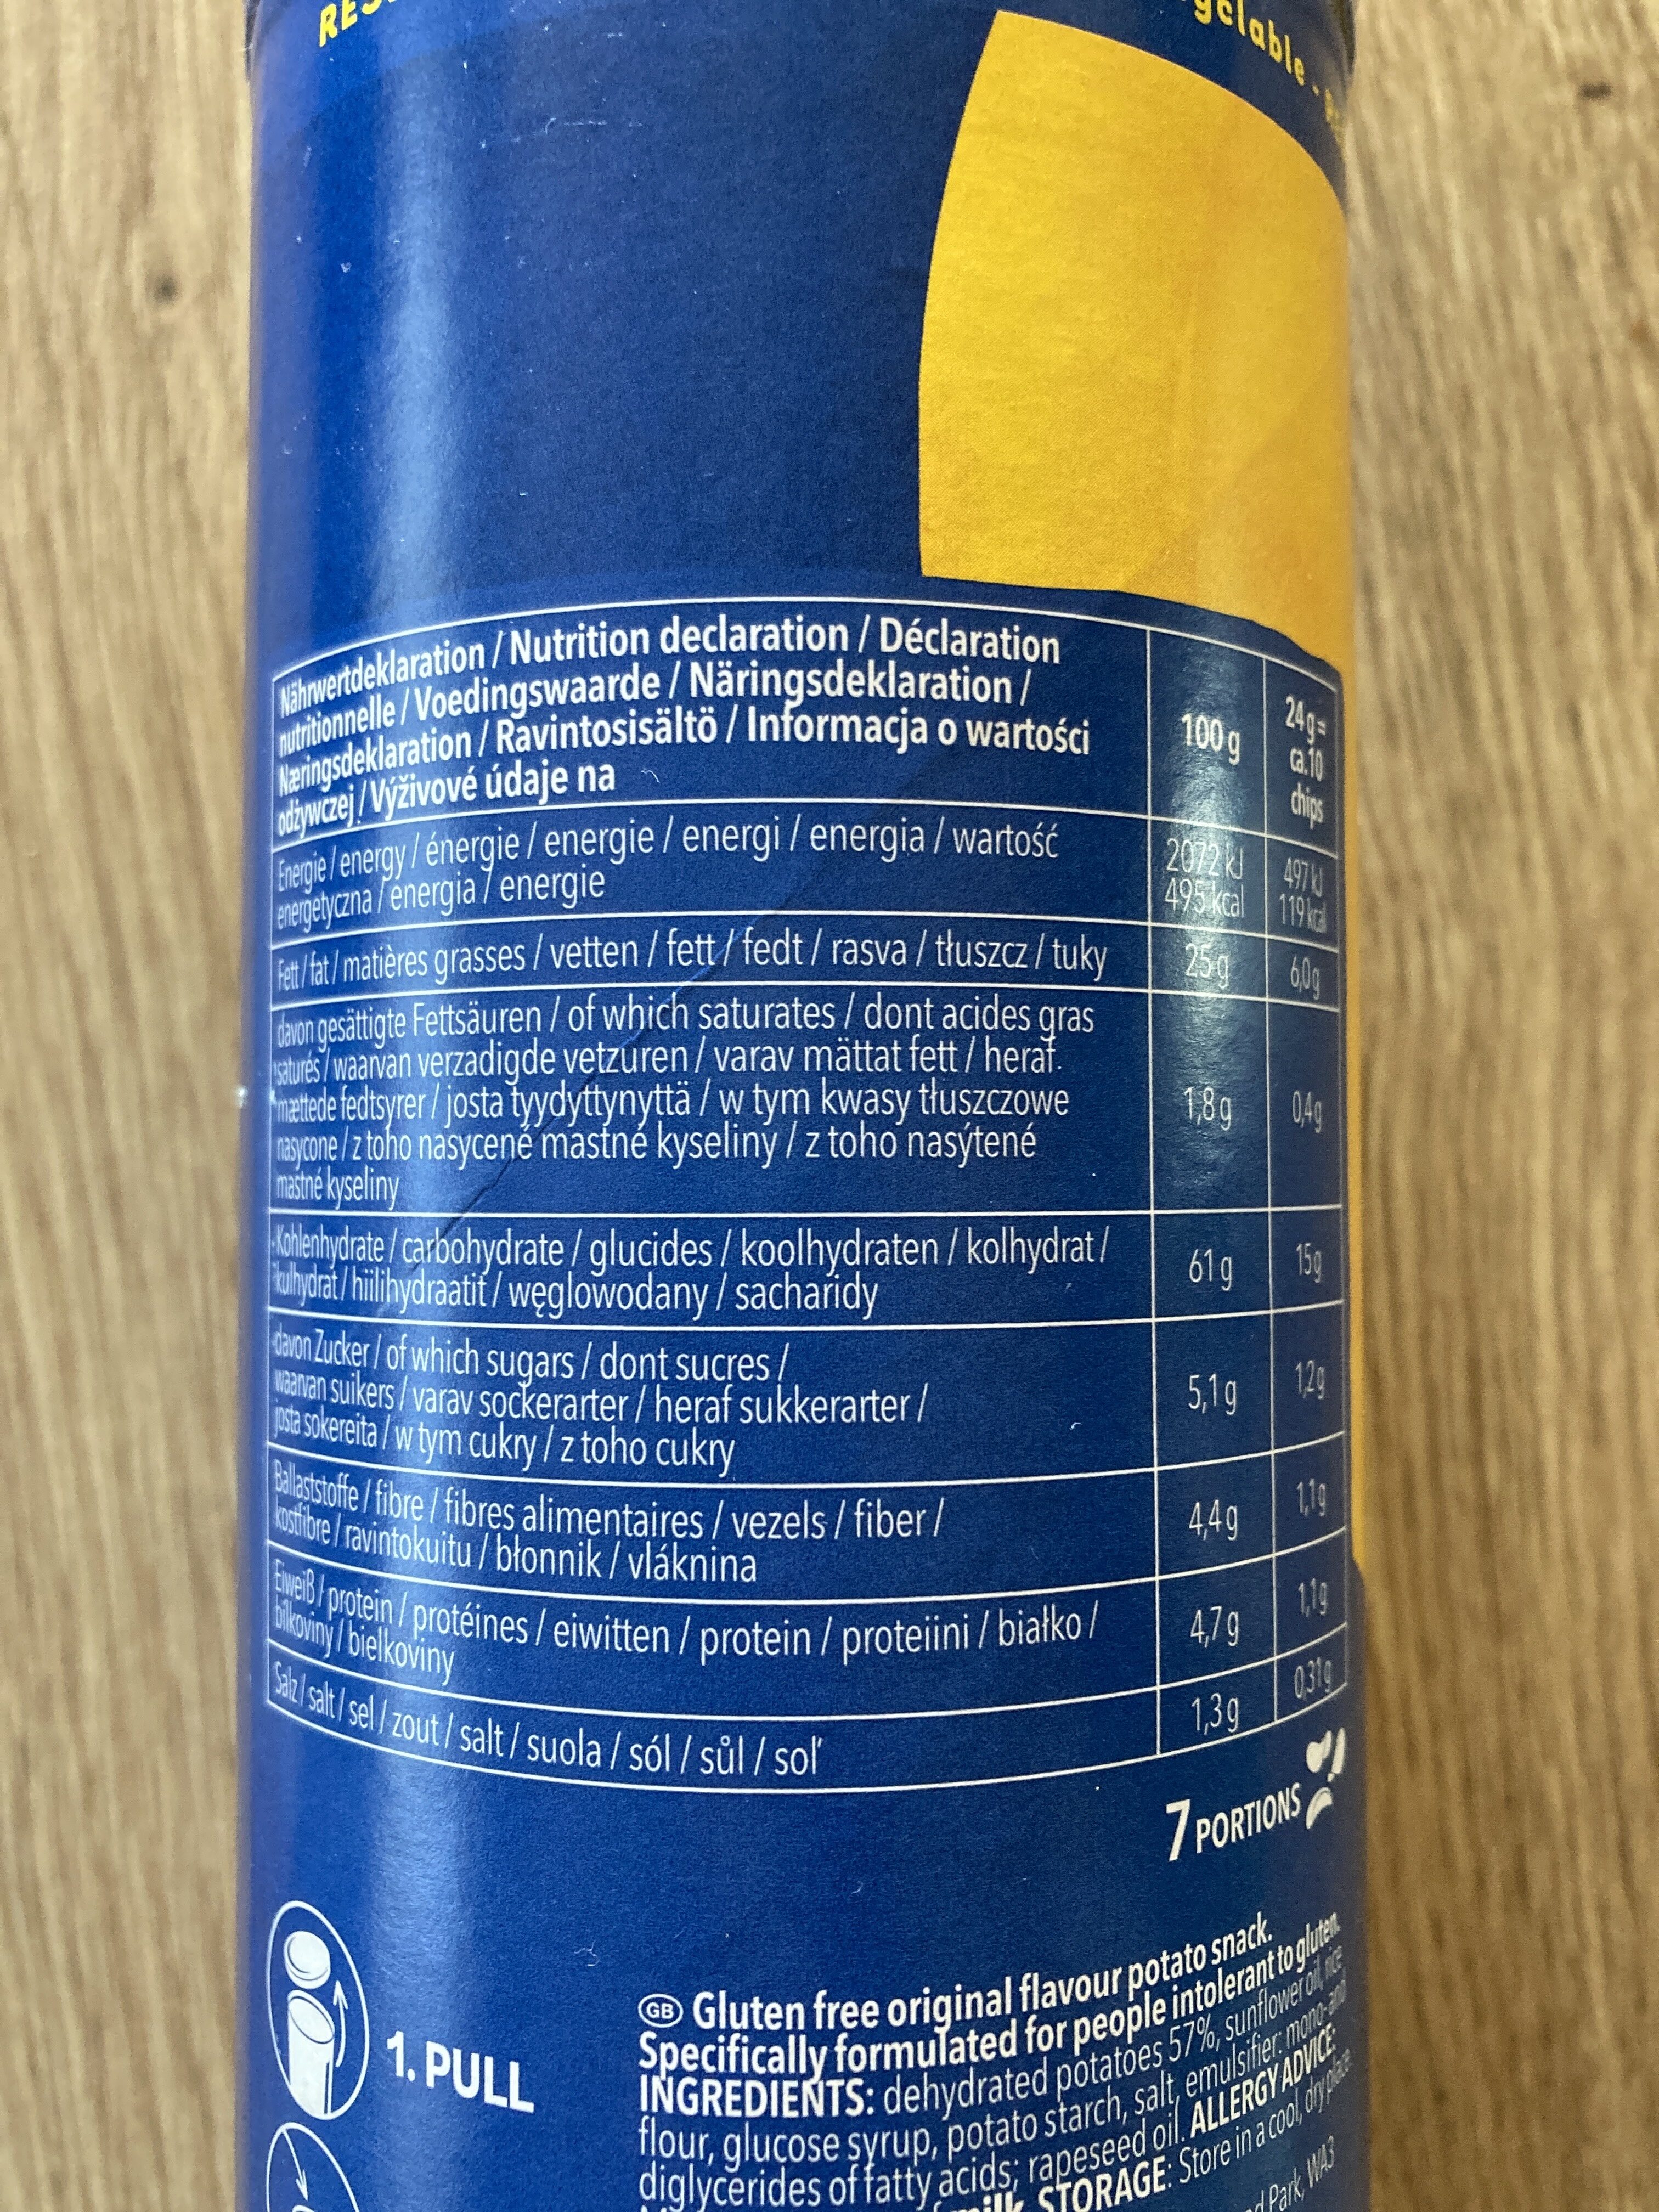 yclable -
Nährwertdeklaration / Nutrition declaration / Déclaration
nutritionnelle / Voedingswaarde / Näringsdeklaration /
Næringsdeklaration / Ravintosisältö / Informacja o wartości
odżywczej / Výživové údaje na
100 g
24 g =
ca.10
chips
Energie / energy / énergie / energie / energi / energia / wartość
energetyczna / energia / energie
2072 kJ
495 kcal
497 kJ
119 kcal
Fett / fat / matières grasses / vetten / fett / fedt / rasva / tłuszcz / tuky
25 g
6,0g
davon gesättigte Fettsäuren / of which saturates / dont acides gras
saturés / waarvan verzadigde vetzuren / varav mättat fett / heraf.
mættede fedtsyrer / josta tyydyttynyttä / w tym kwasy tłuszczowe
nasycone / z toho nasycené mastné kyseliny / z toho nasýtené
mastné kyseliny
1,8 g
0,4g
Kohlenhydrate / carbohydrate / glucides / koolhydraten / kolhydrat /
kulhydrat / hiilihydraatit / węglowodany / sacharidy
61 g
15g
davon Zucker / of which sugars / dont sucres /
waarvan suikers / varav sockerarter / heraf sukkerarter /
josta sokereita / w tym cukry / z toho cukry
5,1 g
1,2g
Ballaststoffe / fibre / fibres alimentaires / vezels / fiber /
kostfibre / ravintokuitu / błonnik / vláknina
4,4 g
1,1g
Eiweiß / protein / protéines / eiwitten / protein / proteiini / białko /
bílkoviny / bielkoviny
4,7 g
1,1g
Salz / salt / sel / zout / salt / suola / sól / sůl / soľ
1,3 g
0,31g
7 PORTIONS
1. PULL
GB Gluten free original flavour potato snack.
Specifically formulated for people intolerant to gluten.
INGREDIENTS: dehydrated potatoes 57%, sunflower oil, rice
flour, glucose syrup, potato starch, salt, emulsifier: mono- and
diglycerides of fatty acids; rapeseed oil. ALLERGY ADVICE:
milk. STORAGE: Store in a cool, dry place.
Park, WA3